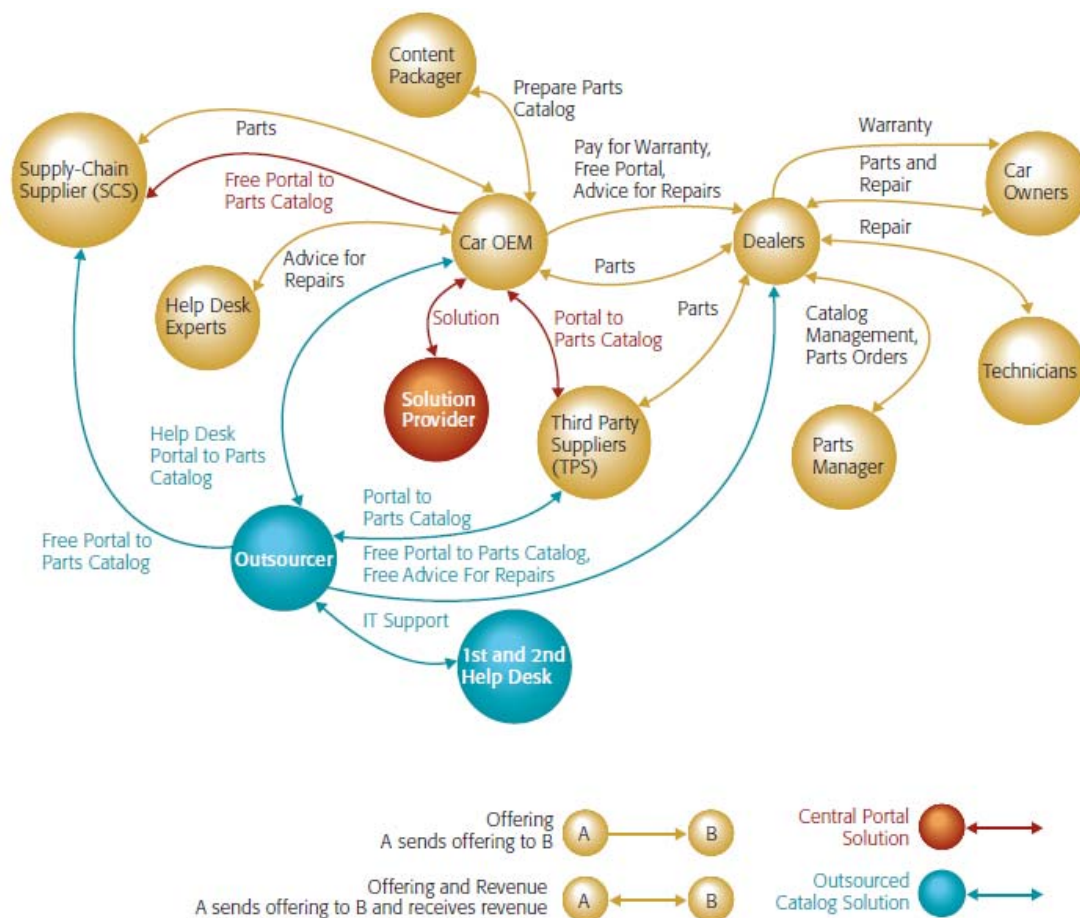 Content
Packager
Prepare Parts
Catalog
Parts
Supply-Chain
Supplier (SCS)
Free Portal to
Parts Catalog
Pay for Warranty,
Free Portal,
Advice for Repairs
Warranty
Parts and
Repair
Car
Owners
Car OEM
Dealers
Repair
Advice for
Repairs
Parts
Help Desk
Experts
Solution
Portal to
Parts Catalog
Parts
Catalog
Management,
Parts Orders
Technicians
Solution
Provider
Third Party
Suppliers
(TPS)
Parts
Manager
Help Desk
Portal to Parts
Catalog
Portal to
Parts Catalog
Free Portal to
Parts Catalog
Outsourcer
Free Portal to Parts Catalog,
Free Advice For Repairs
IT Support
1st and 2nd
Help Desk
Offering
A sends offering to B
A
B
Central Portal
Solution
Offering and Revenue
A sends offering to B and receives revenue
A
B
Outsourced
Catalog Solution